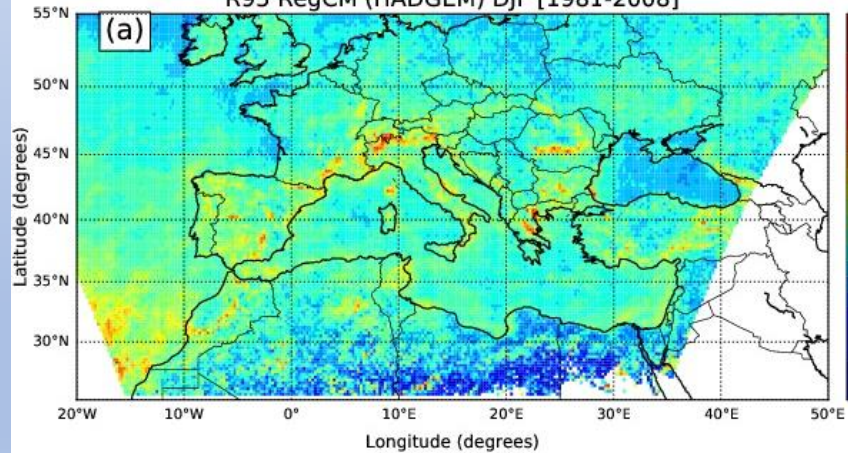 R95 RegCM (HADGEM) DJF [1981-2008]
(a)
55°N
50°N
45°N
40°N
35°N
30°N
Latitude (degrees)
20°W 10°W 0° 10°E 20°E 30°E 40°E 50°E
Longitude (degrees)